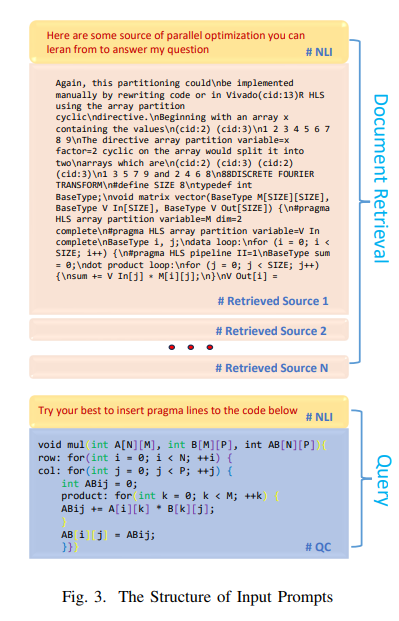 Here are some source of parallel optimization you can
leran from to answer my question
# NLI
Again, this partitioning could\nbe implemented
manually by rewriting code or in Vivado(cid:13)R HLS
using the array partition
cyclic\ndirective.\nBeginning with an array x
containing the values\n(cid:2) (cid:3)\n1 2 3 4 5 6 7
8 9\nThe directive array partition variable=x
factor=2 cyclic on the array would split it into
two\narrays which are\n(cid:2) (cid:3) (cid:2)
(cid:3)\n1 3 5 7 9 and 2 4 6 8\n88DISCRETE FOURIER
TRANSFORM\n#define SIZE 8\ntypedef int
BaseType;\nvoid matrix vector(BaseType M[SIZE][SIZE],
BaseType V In[SIZE], BaseType V Out[SIZE]) {\n#pragma
HLS array partition variable=M dim=2
complete\n#pragma HLS array partition variable=V In
complete\nBaseType i, j;\ndata loop:\nfor (i = 0; i <
SIZE; i++) {\n#pragma HLS pipeline II=1\nBaseType sum
= 0;\ndot product loop:\nfor (j = 0; j < SIZE; j++)
{\nsum += V In[j] * M[i][j];\n}\nV Out[i] =
# Retrieved Source 1
# Retrieved Source 2
# Retrieved Source N
Document Retrieval
Try your best to insert pragma lines to the code below
# NLI
void mul(int A[N][M], int B[M][P], int AB[N][P]){
row: for(int i = 0; i < N; ++i) {
col: for(int j = 0; j < P; ++j) {
int ABij = 0;
product: for(int k = 0; k < M; ++k) {
ABij += A[i][k] * B[k][j];
}
AB[i][j] = ABij;
}}}
# QC
Query
Fig. 3. The Structure of Input Prompts